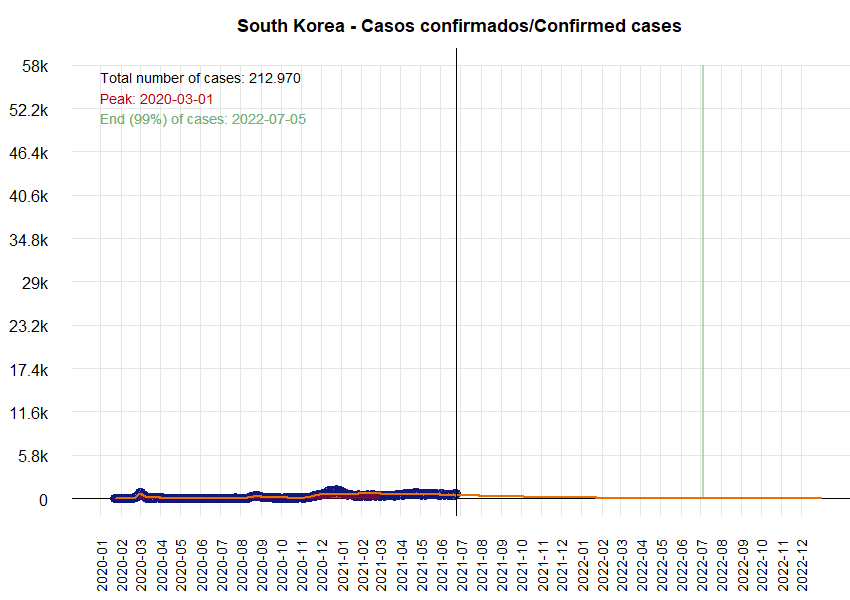 South Korea - Casos confirmados/Confirmed cases
58k
Total number of cases: 212.970
Peak: 2020-03-01
52.2k
End (99%) of cases: 2022-07-05
46.4k
40.6k
34.8k
29k
23.2k
17.4k
11.6k
5.8k
0
2020-01
2020-02
2020-03
2020-04
2020-05
2020-06
2020-07
2020-08
2020-09
2020-10
2020-11
2020-12
2021-01
2021-02
2021-03
2021-04
2021-05
2021-06
2021-07
2021-08
2021-09
2021-10
2021-11
2021-12
2022-01
2022-02
2022-03
2022-04
2022-05
2022-06
2022-07
2022-08
2022-09
2022-10
2022-11
2022-12